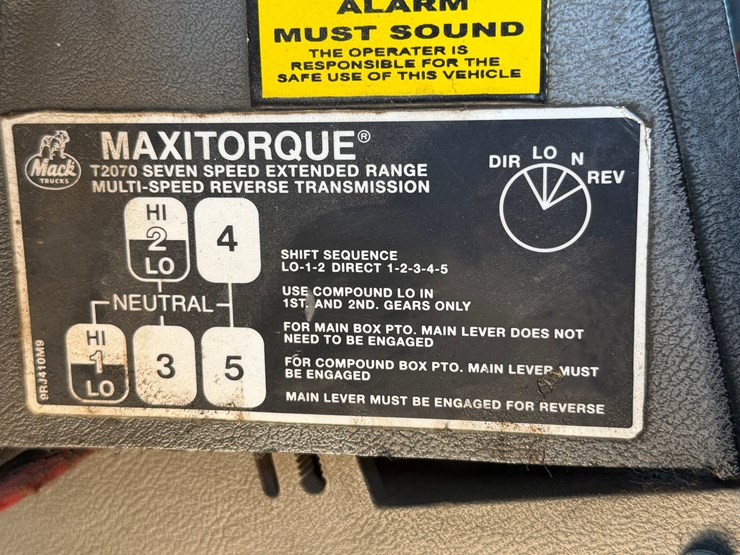 ALARM
MUST SOUND
THE OPERATER IS
RESPONSIBLE FOR THE
SAFE USE OF THIS VEHICLE
Mack
TRUCKS
MAXITORQUE®
T2070 SEVEN SPEED EXTENDED RANGE
MULTI-SPEED REVERSE TRANSMISSION
DIR LO N REV
HI
2
LO
4
NEUTRAL
HI
1
LO
3
5
SHIFT SEQUENCE
LO-1-2 DIRECT 1-2-3-4-5
USE COMPOUND LO IN
1ST. AND 2ND. GEARS ONLY
FOR MAIN BOX PTO. MAIN LEVER DOES NOT
NEED TO BE ENGAGED
FOR COMPOUND BOX PTO. MAIN LEVER MUST
BE ENGAGED
MAIN LEVER MUST BE ENGAGED FOR REVERSE
9RJ410M9